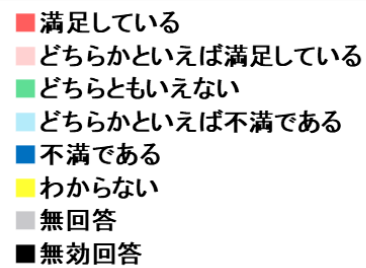 満足している
どちらかといえば満足している
どちらともいえない
どちらかといえば不満である
不満である
わからない
無回答
無効回答